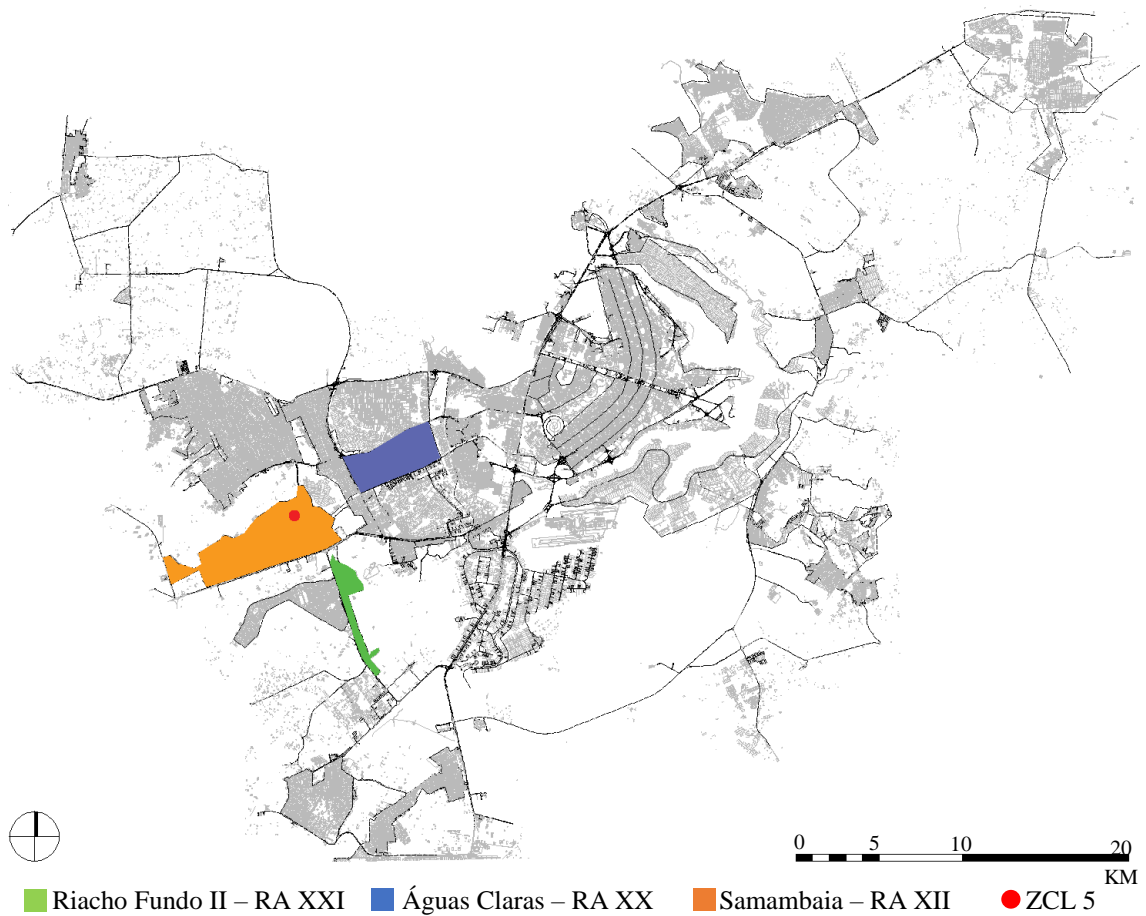 0 5 10 20
KM
Riacho Fundo II – RA XXI Águas Claras – RA XX Samambaia – RA XII ZCL 5